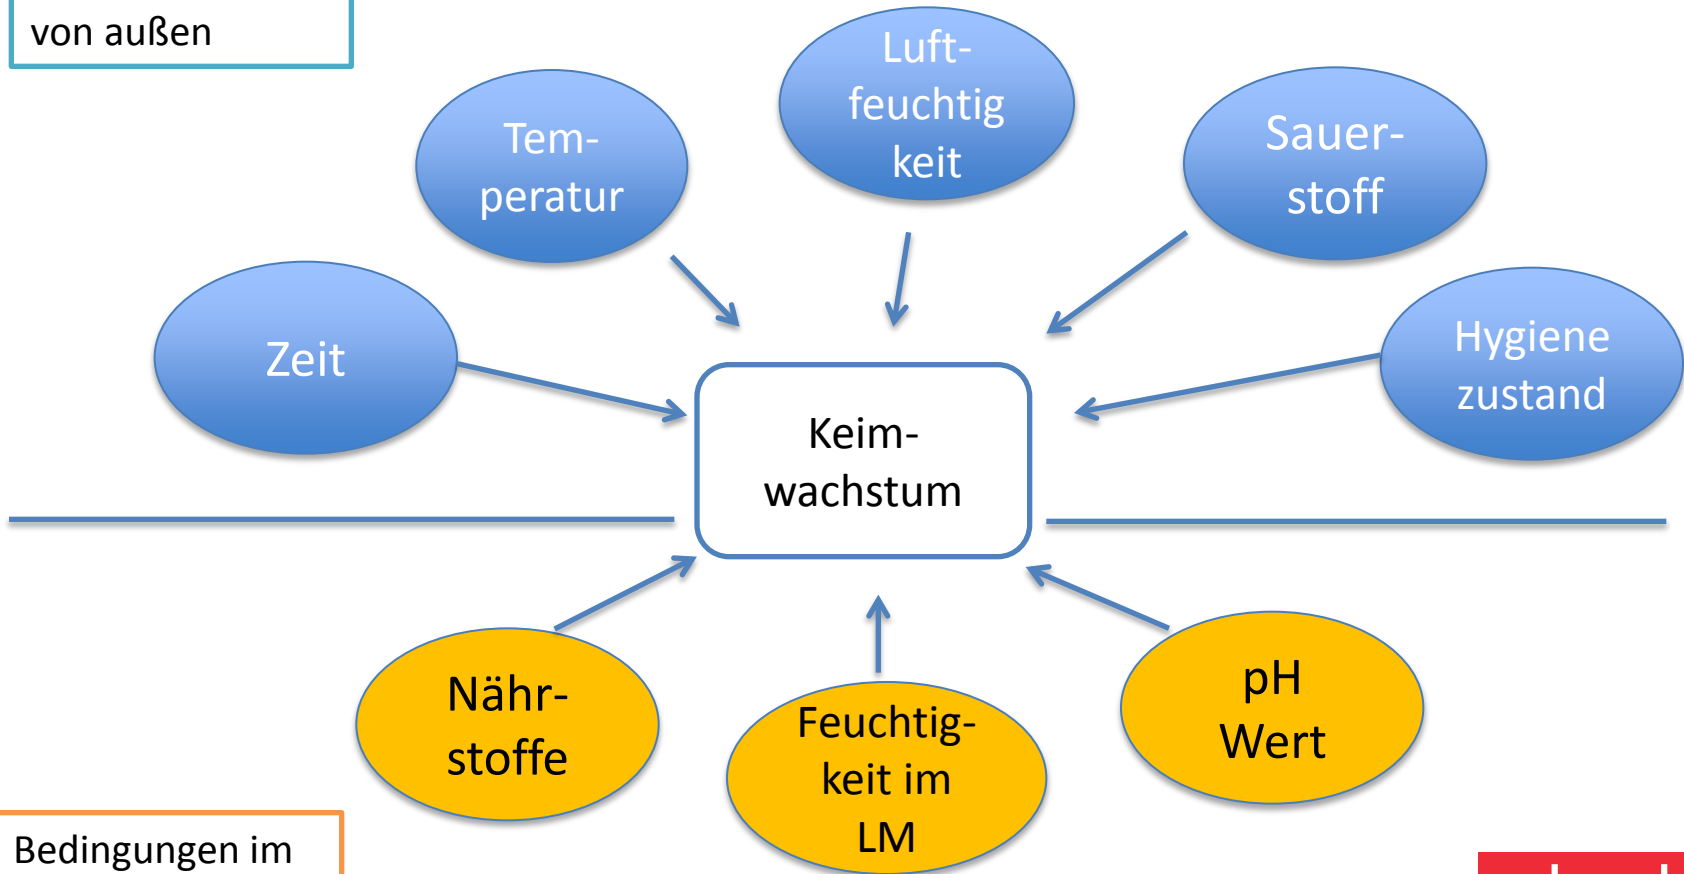 von außen
Luft-
feuchtig
keit
Tem-
peratur
Sauer-
stoff
Zeit
Hygiene
zustand
Keim-
wachstum
Nähr-
stoffe
Feuchtig-
keit im
LM
pH
Wert
Bedingungen im